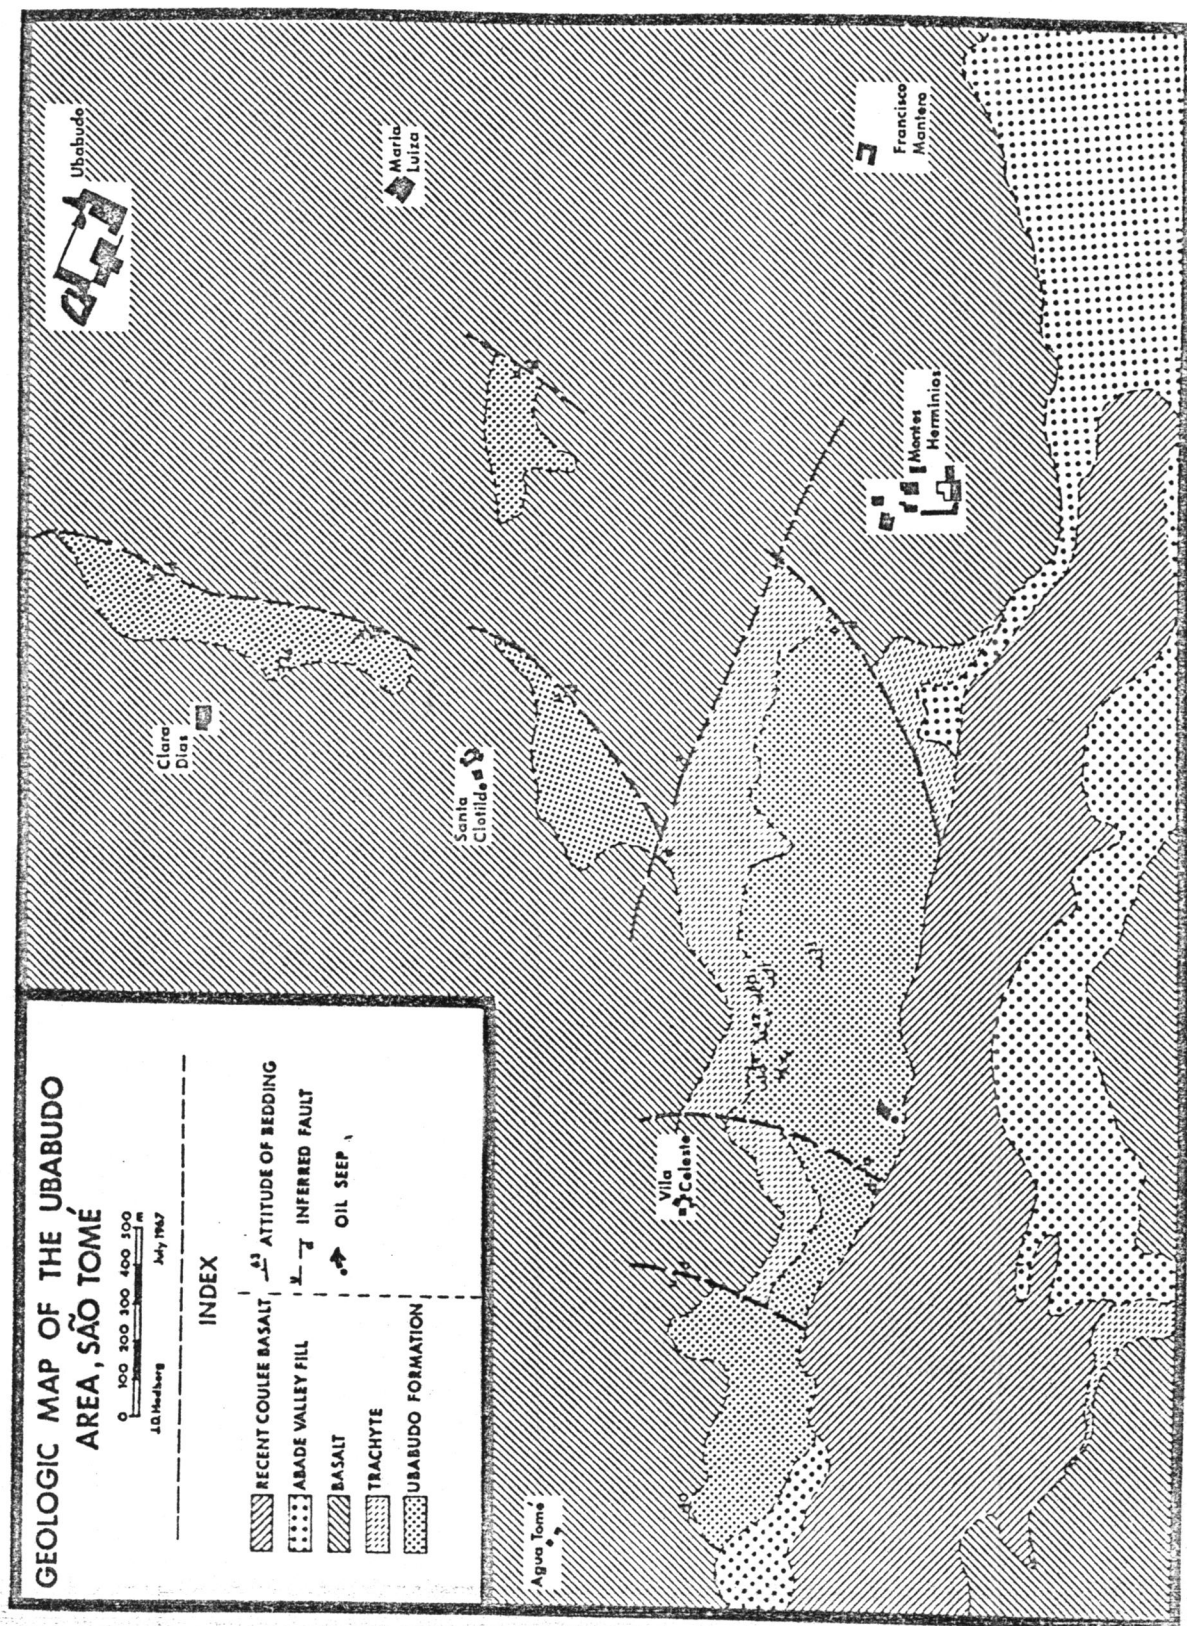 GEOLOGIC MAP OF THE UBABUDO
AREA, SÃO TOMÉ
0 100 200 300 400 500 m
J.D. Hedberg July 1967
INDEX
RECENT COULEE BASALT
ABADE VALLEY FILL
BASALT
TRACHYTE
UBABUDO FORMATION
ATTITUDE OF BEDDING
INFERRED FAULT
OIL SEEP
Ubabudo
Maria
Luiza
Francisco
Mantero
Clara
Dias
Santa
Clotilde
Montes
Herminios
Vila
Celeste
Agua Tomé